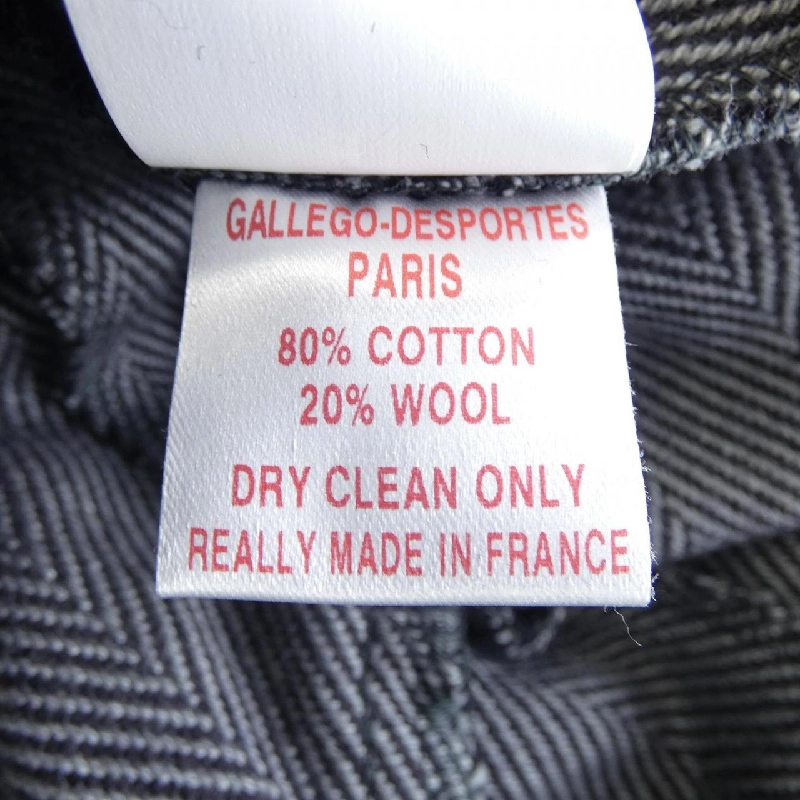 GALLEGO-DESPORTES
PARIS
80% COTTON
20% WOOL
DRY CLEAN ONLY
REALLY MADE IN FRANCE